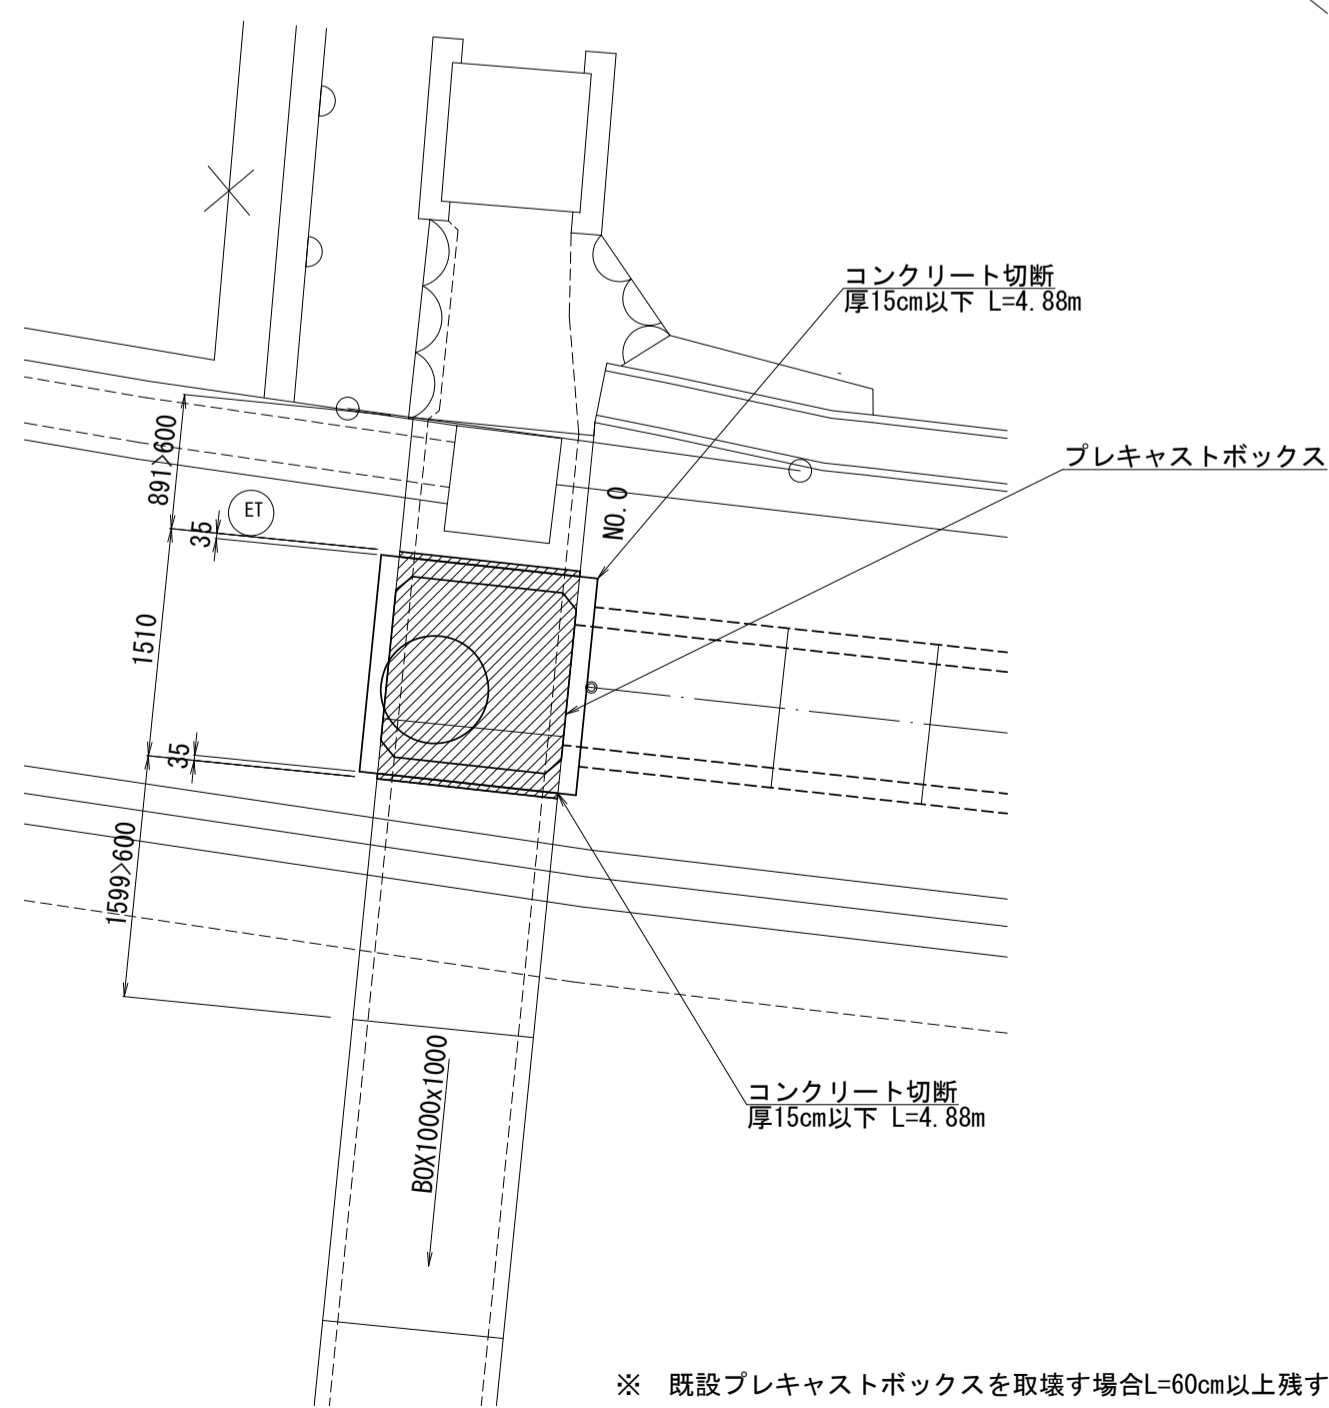 コンクリート切断
厚15cm以下 L=4.88m
プレキャストボックス
891>600
ET
35
NO.0
1510
35
1599>600
BOX1000x1000
コンクリート切断
厚15cm以下 L=4.88m
※ 既設プレキャストボックスを取壊す場合L=60cm以上残す